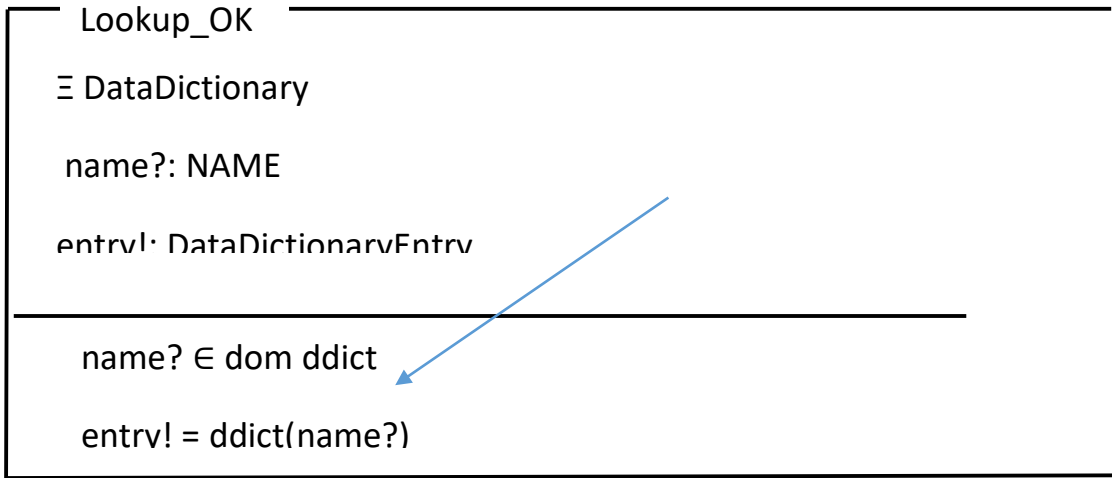 Lookup_OK
Ξ DataDictionary
name?: NAME
entry!: DataDictionaryEntry
name? ∈ dom ddict
entry! = ddict(name?)